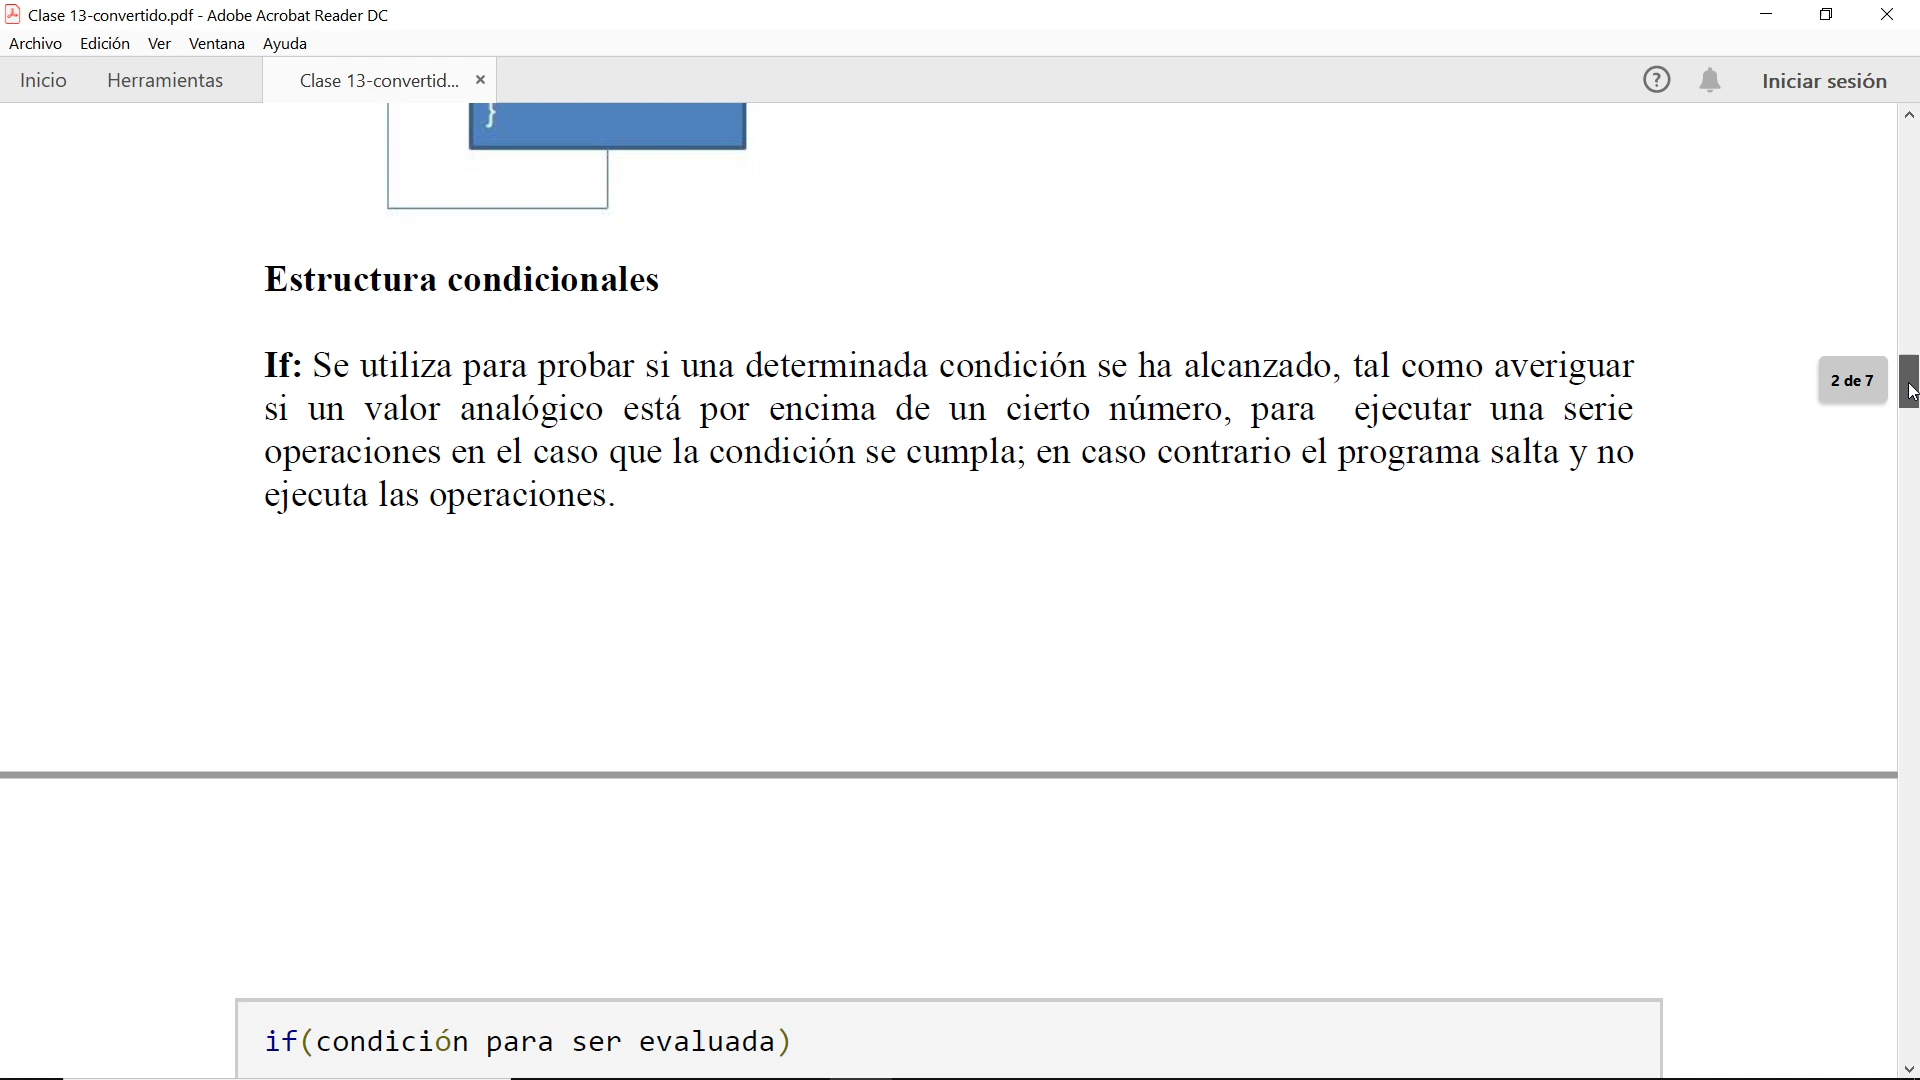 Clase 13-convertido.pdf - Adobe Acrobat Reader DC
Archivo Edición Ver Ventana Ayuda
Inicio Herramientas Clase 13-convertid... × ? Iniciar sesión
}
Estructura condicionales
If: Se utiliza para probar si una determinada condición se ha alcanzado, tal como averiguar
si un valor analógico está por encima de un cierto número, para ejecutar una serie
operaciones en el caso que la condición se cumpla; en caso contrario el programa salta y no
ejecuta las operaciones.
2 de 7
if(condición para ser evaluada)